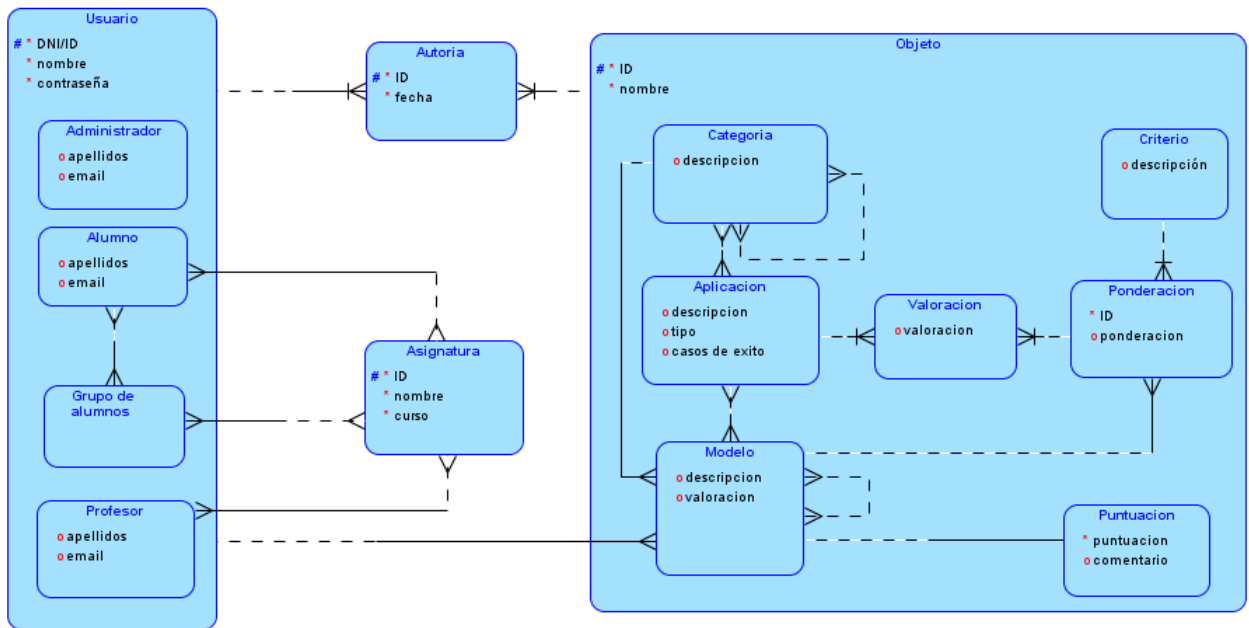 Usuario
# * DNI/ID
* nombre
* contraseña
Administrador
o apellidos
o email
Alumno
o apellidos
o email
Grupo de
alumnos
Profesor
o apellidos
o email
Autoria
# * ID
* fecha
Asignatura
# * ID
* nombre
* curso
Objeto
# * ID
* nombre
Categoria
o descripcion
Criterio
o descripción
Aplicacion
o descripcion
o tipo
o casos de exito
Valoracion
o valoracion
Ponderacion
* ID
o ponderacion
Modelo
o descripcion
o valoracion
Puntuacion
* puntuacion
o comentario